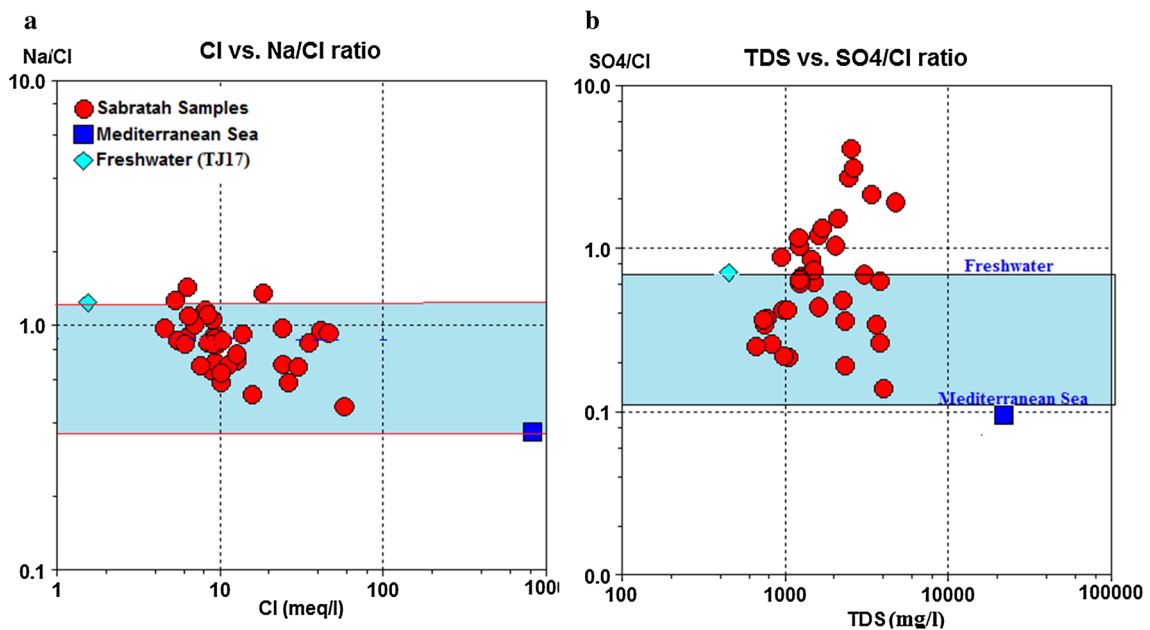 a
Cl vs. Na/Cl ratio
Na/Cl
10.0
Sabratah Samples
Mediterranean Sea
Freshwater (TJ17)
1.0
0.1
1
10
100
1000
Cl (meq/l)
b
TDS vs. SO4/Cl ratio
SO4/Cl
10.0
1.0
Freshwater
Mediterranean Sea
0.1
0.0
100
1000
10000
100000
TDS (mg/l)